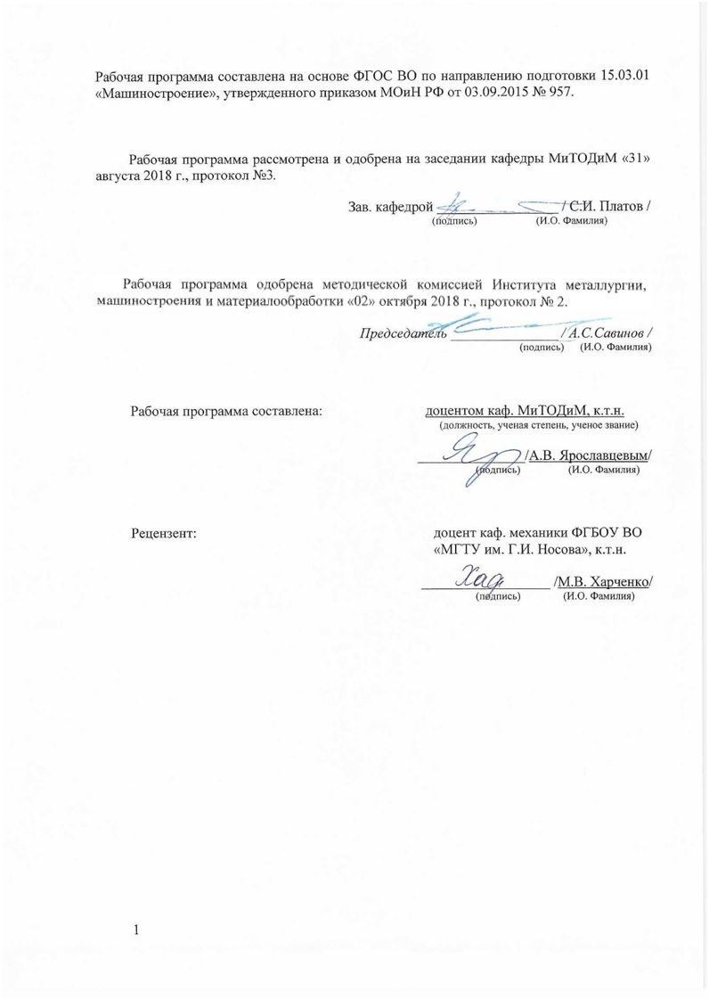 Рабочая программа составлена на основе ФГОС ВО по направлению подготовки 15.03.01
«Машиностроение», утвержденного приказом МОиН РФ от 03.09.2015 № 957.
Рабочая программа рассмотрена и одобрена на заседании кафедры МиТОДиМ «31»
августа 2018 г., протокол №3.
Зав. кафедрой / С.И. Платов /
(подпись) (И.О. Фамилия)
Рабочая программа одобрена методической комиссией Института металлургии,
машиностроения и материалообработки «02» октября 2018 г., протокол № 2.
Председатель / А.С.Савинов /
(подпись) (И.О. Фамилия)
Рабочая программа составлена: доцентом каф. МиТОДиМ, к.т.н.
(должность, ученая степень, ученое звание)
/А.В. Ярославцевым/
(подпись) (И.О. Фамилия)
Рецензент: доцент каф. механики ФГБОУ ВО
«МГТУ им. Г.И. Носова», к.т.н.
/М.В. Харченко/
(подпись) (И.О. Фамилия)
1